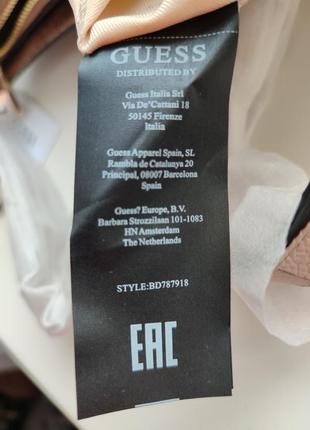 GUESS
DISTRIBUTED BY
Guess Italia Srl
Via De'Cattani 18
50145 Firenze
Italia
Guess Apparel Spain, SL
Rambla de Catalunya 20
Principal, 08007 Barcelona
Spain
Guess? Europe, B.V.
Barbara Strozzilaan 101-1083
HN Amsterdam
The Netherlands
STYLE:BD787918
EAC